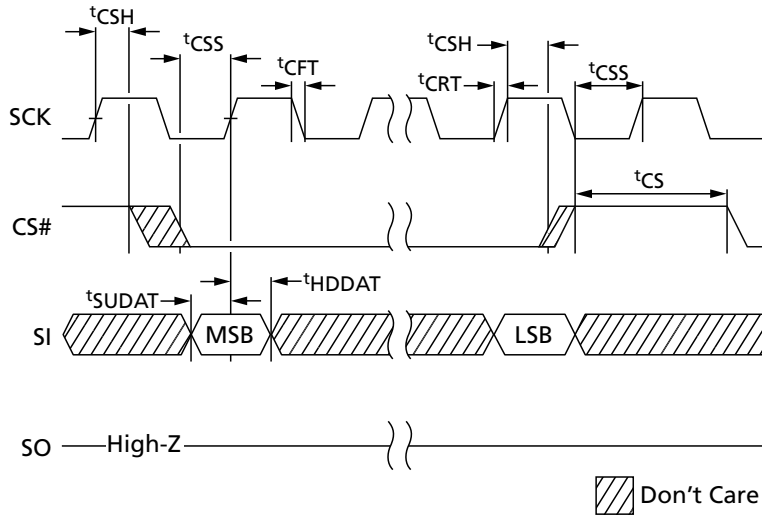 tCSH
tCSS
tCFT
tCSH
tCRT
tCSS
SCK
tCS
CS#
tSUDAT
tHDDAT
SI
MSB
LSB
SO
High-Z
Don't Care